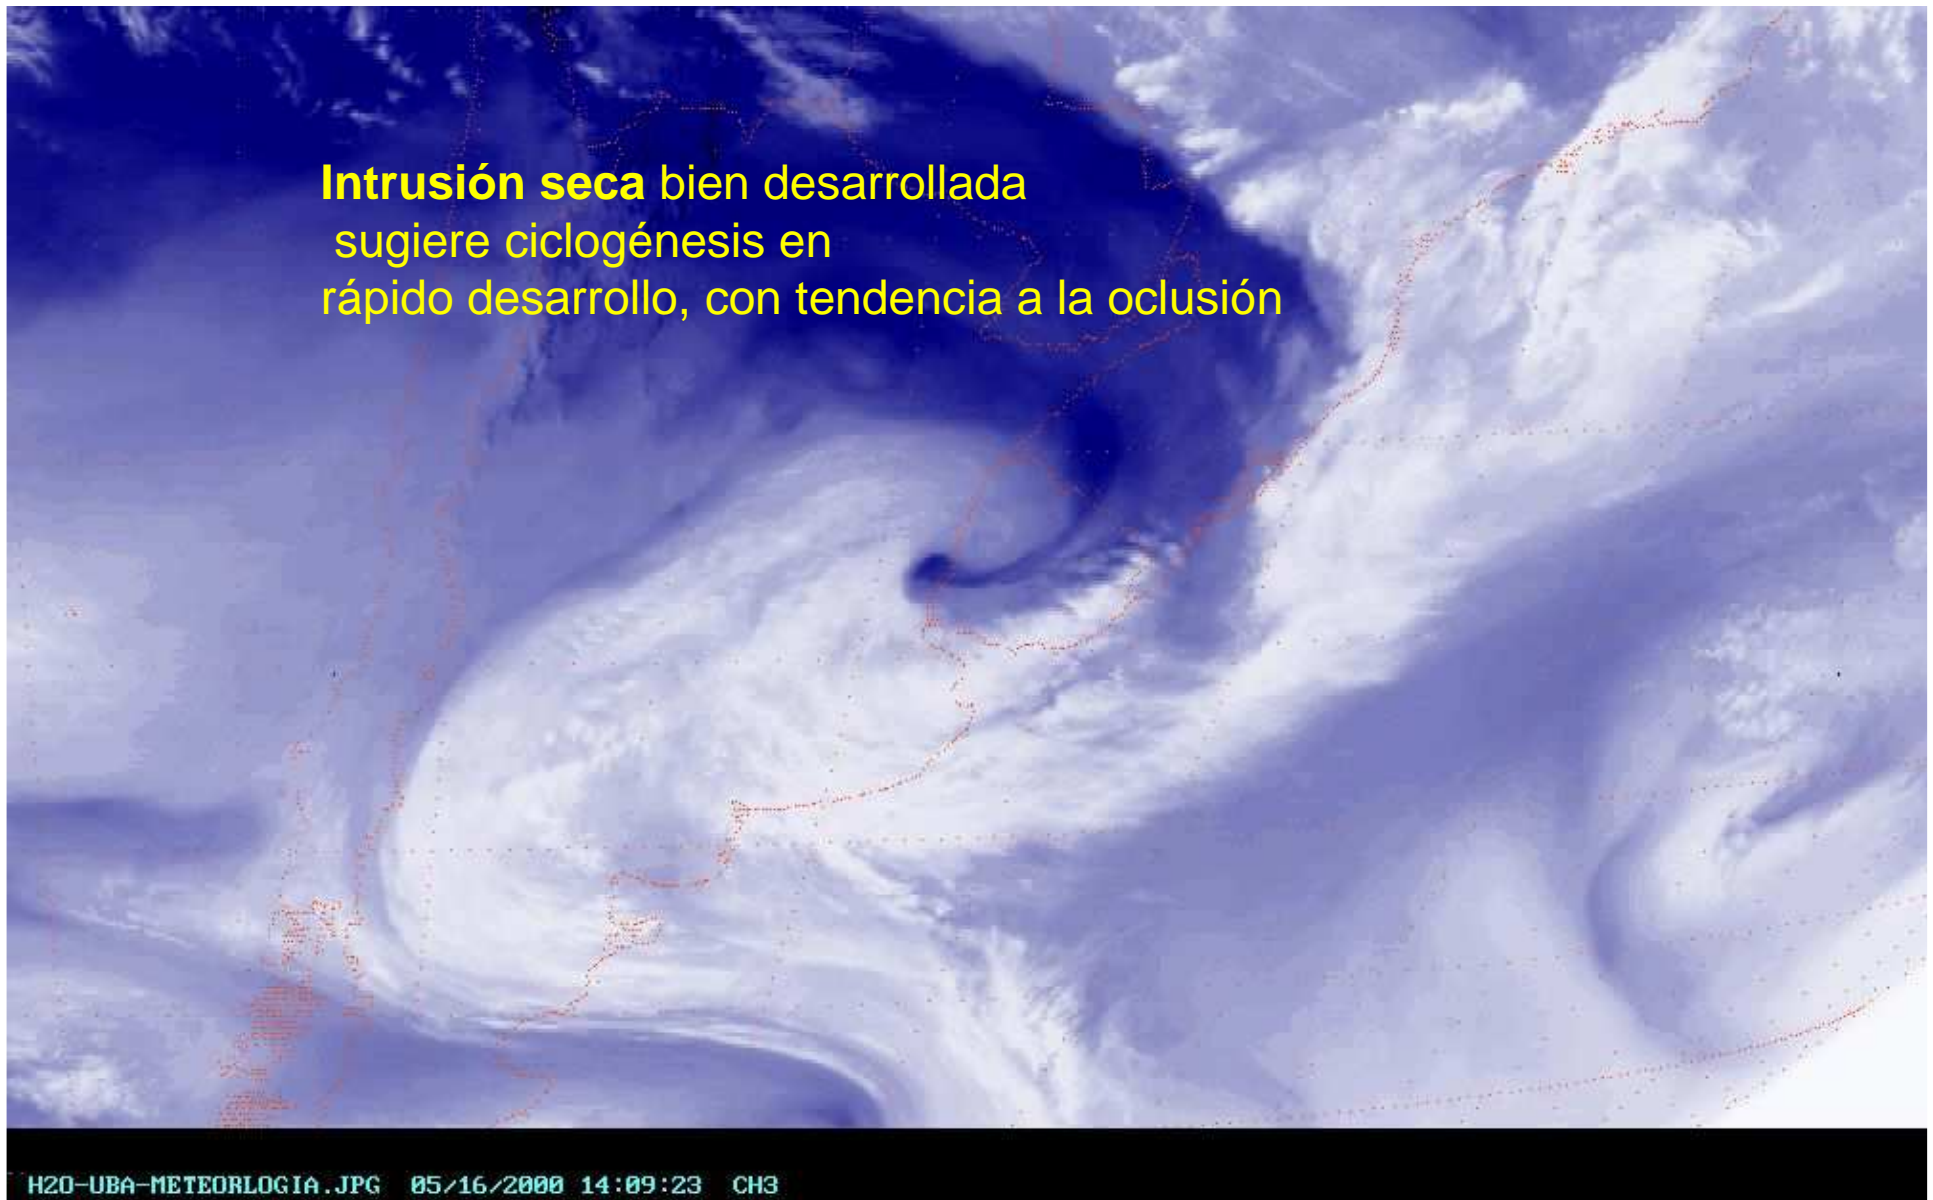 Intrusión seca bien desarrollada
sugiere ciclogénesis en
rápido desarrollo, con tendencia a la oclusión
H2O-UBA-METEORLOGIA.JPG 05/16/2000 14:09:23 CH3